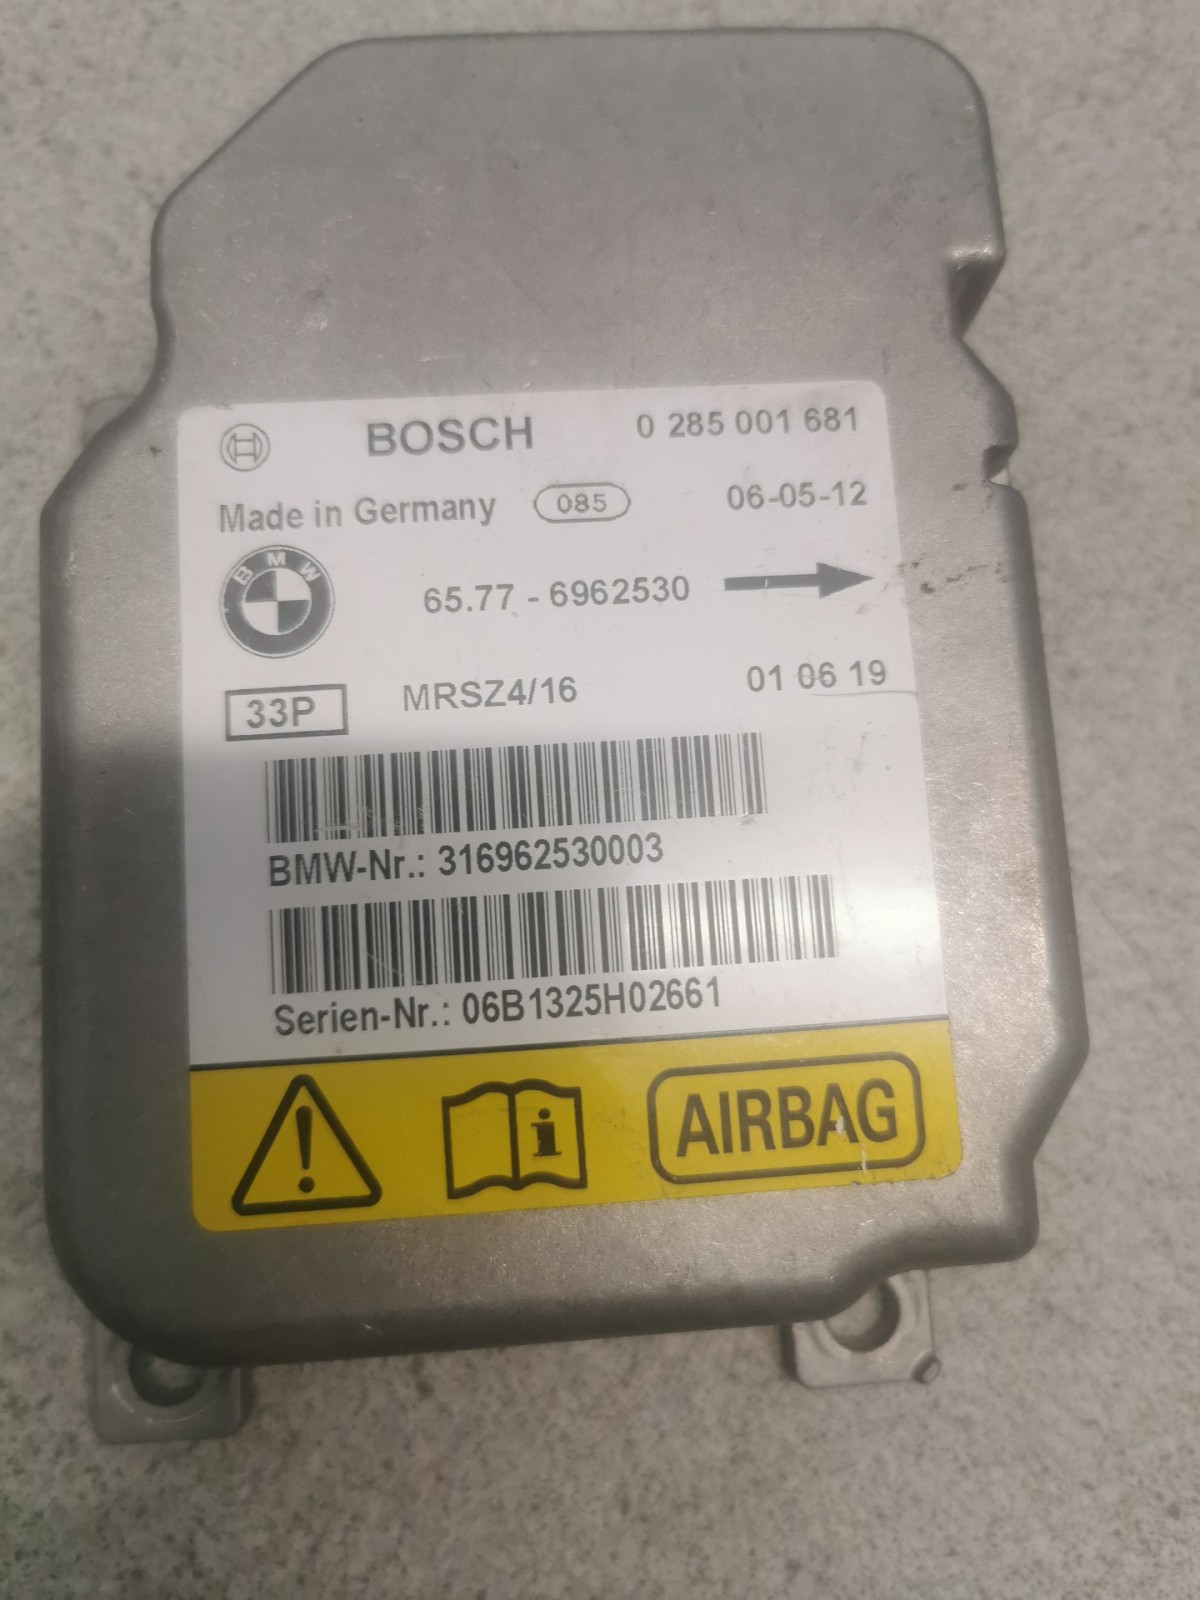 BOSCH 0 285 001 681
Made in Germany 085 06-05-12
BMW 65.77 - 6962530
33P MRSZ4/16 01 06 19
BMW-Nr.: 316962530003
Serien-Nr.: 06B1325H02661
! i AIRBAG